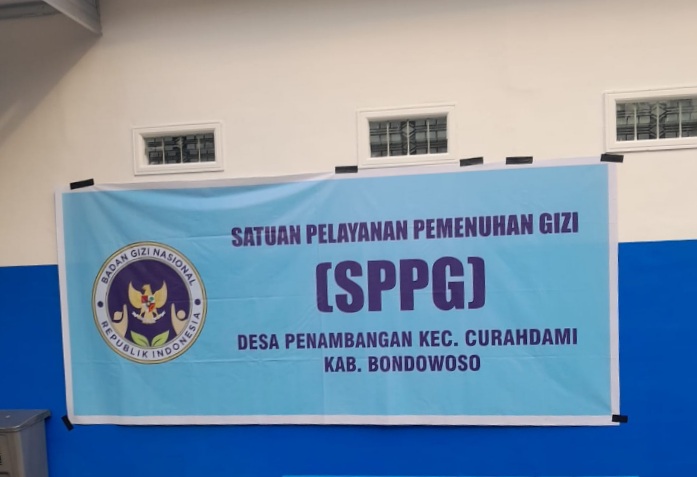 SATUAN PELAYANAN PEMENUHAN GIZI
(SPPG)
DESA PENAMBANGAN KEC. CURAHDAMI
KAB. BONDOWOSO
BADAN GIZI NASIONAL
REPUBLIK INDONESIA